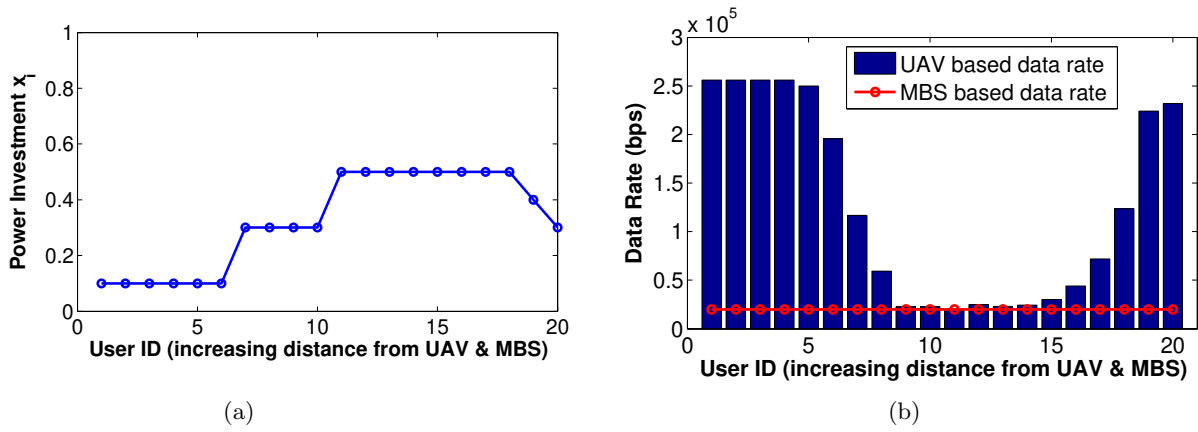 1
0.8
0.6
0.4
0.2
0
0
5
10
15
20
Power Investment x_i
User ID (increasing distance from UAV & MBS)
(a)
x 10^5
3
2.5
2
1.5
1
0.5
0
0
5
10
15
20
Data Rate (bps)
UAV based data rate
MBS based data rate
User ID (increasing distance from UAV & MBS)
(b)